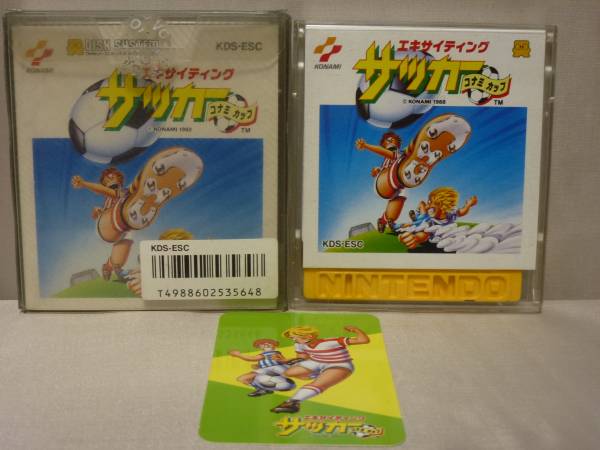 KONAMI
DISK SYSTEM
KDS-ESC
エキサイティング
サッカー
コナミ カップ
TM
© KONAMI 1988
KDS-ESC
T4988602535648
KONAMI
エキサイティング
サッカー
コナミ カップ
TM
© KONAMI 1988
KDS-ESC
NINTENDO
エキサイティング
サッカー